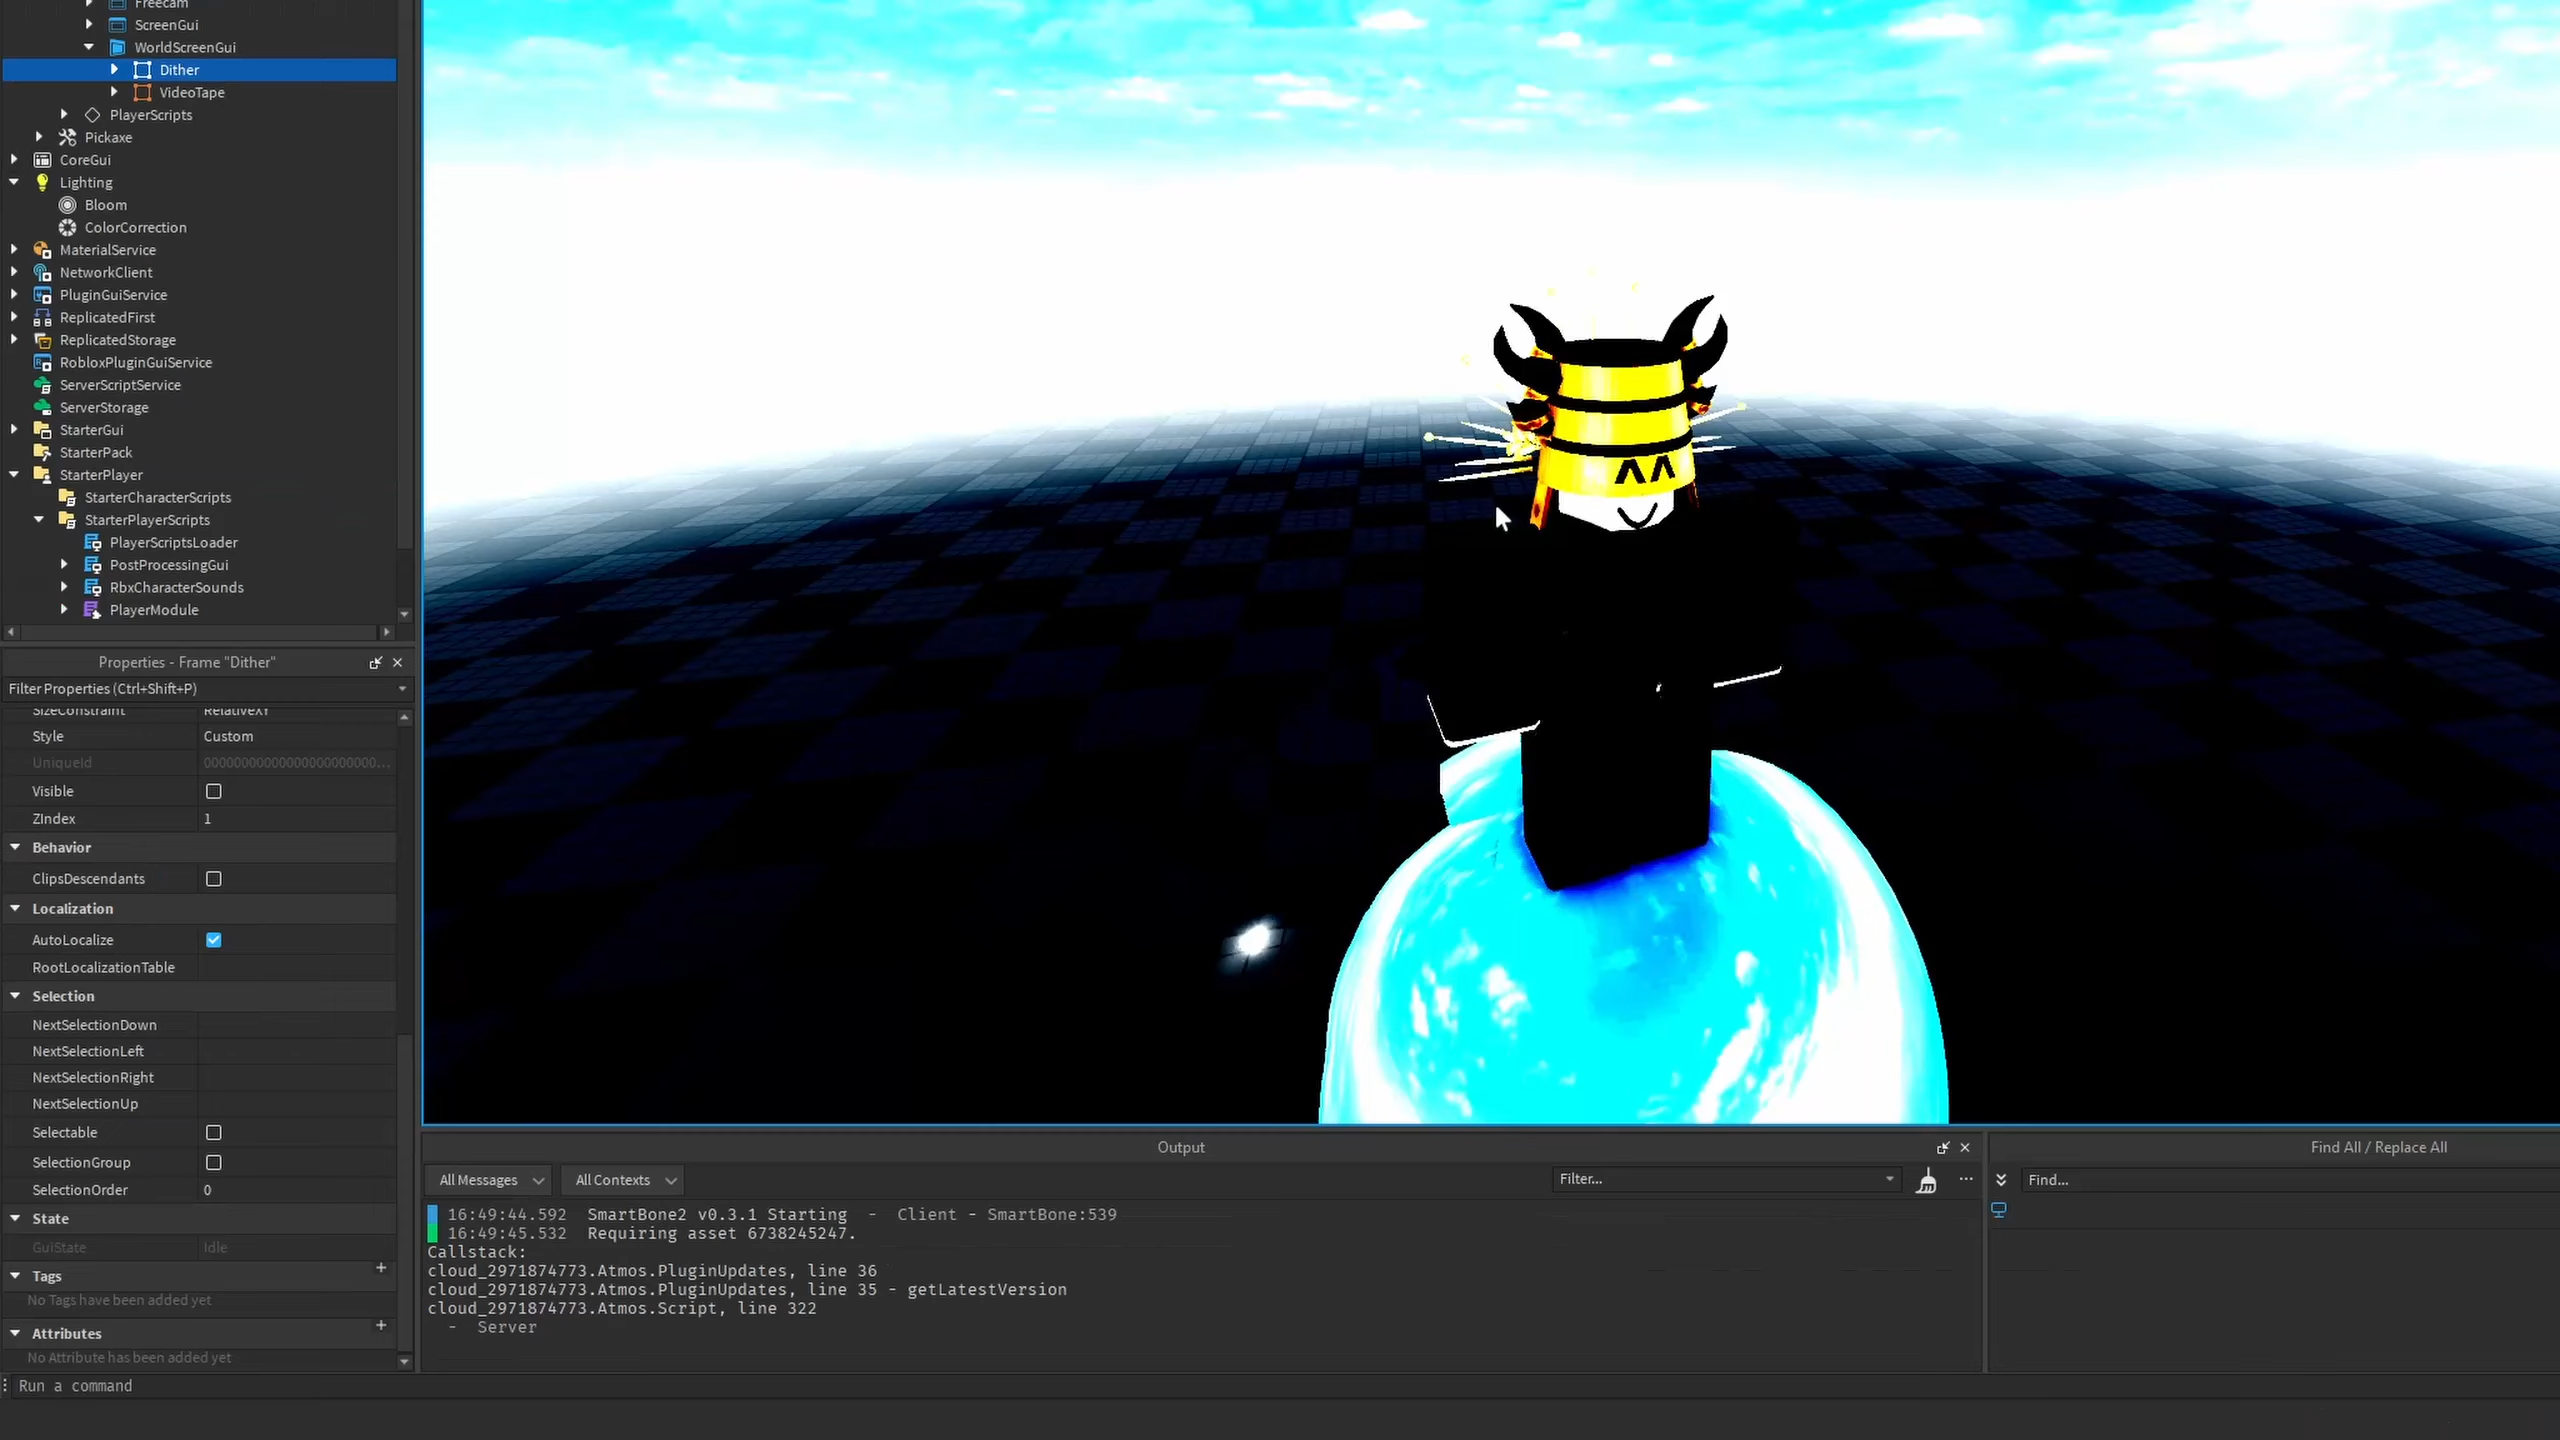 Freecam
ScreenGui
WorldScreenGui
Dither
VideoTape
PlayerScripts
Pickaxe
CoreGui
Lighting
Bloom
ColorCorrection
MaterialService
NetworkClient
PluginGuiService
ReplicatedFirst
ReplicatedStorage
RobloxPluginGuiService
ServerScriptService
ServerStorage
StarterGui
StarterPack
StarterPlayer
StarterCharacterScripts
StarterPlayerScripts
PlayerScriptsLoader
PostProcessingGui
RbxCharacterSounds
PlayerModule
Properties - Frame "Dither"
Filter Properties (Ctrl+Shift+P)
SizeConstraint RelativeXY
Style Custom
UniqueId
Visible
ZIndex 1
Behavior
ClipsDescendants
Localization
AutoLocalize
RootLocalizationTable
Selection
NextSelectionDown
NextSelectionLeft
NextSelectionRight
NextSelectionUp
Selectable
SelectionGroup
SelectionOrder 0
State
GuiState Idle
Tags +
No Tags have been added yet
Attributes +
No Attribute has been added yet
Run a command
Output
All Messages All Contexts Filter... ...
16:49:44.592 SmartBone2 v0.3.1 Starting - Client - SmartBone:539
16:49:45.532 Requiring asset 6738245247.
Callstack:
cloud_2971874773.Atmos.PluginUpdates, line 36
cloud_2971874773.Atmos.PluginUpdates, line 35 - getLatestVersion
cloud_2971874773.Atmos.Script, line 322
- Server
Find All / Replace All
Find...